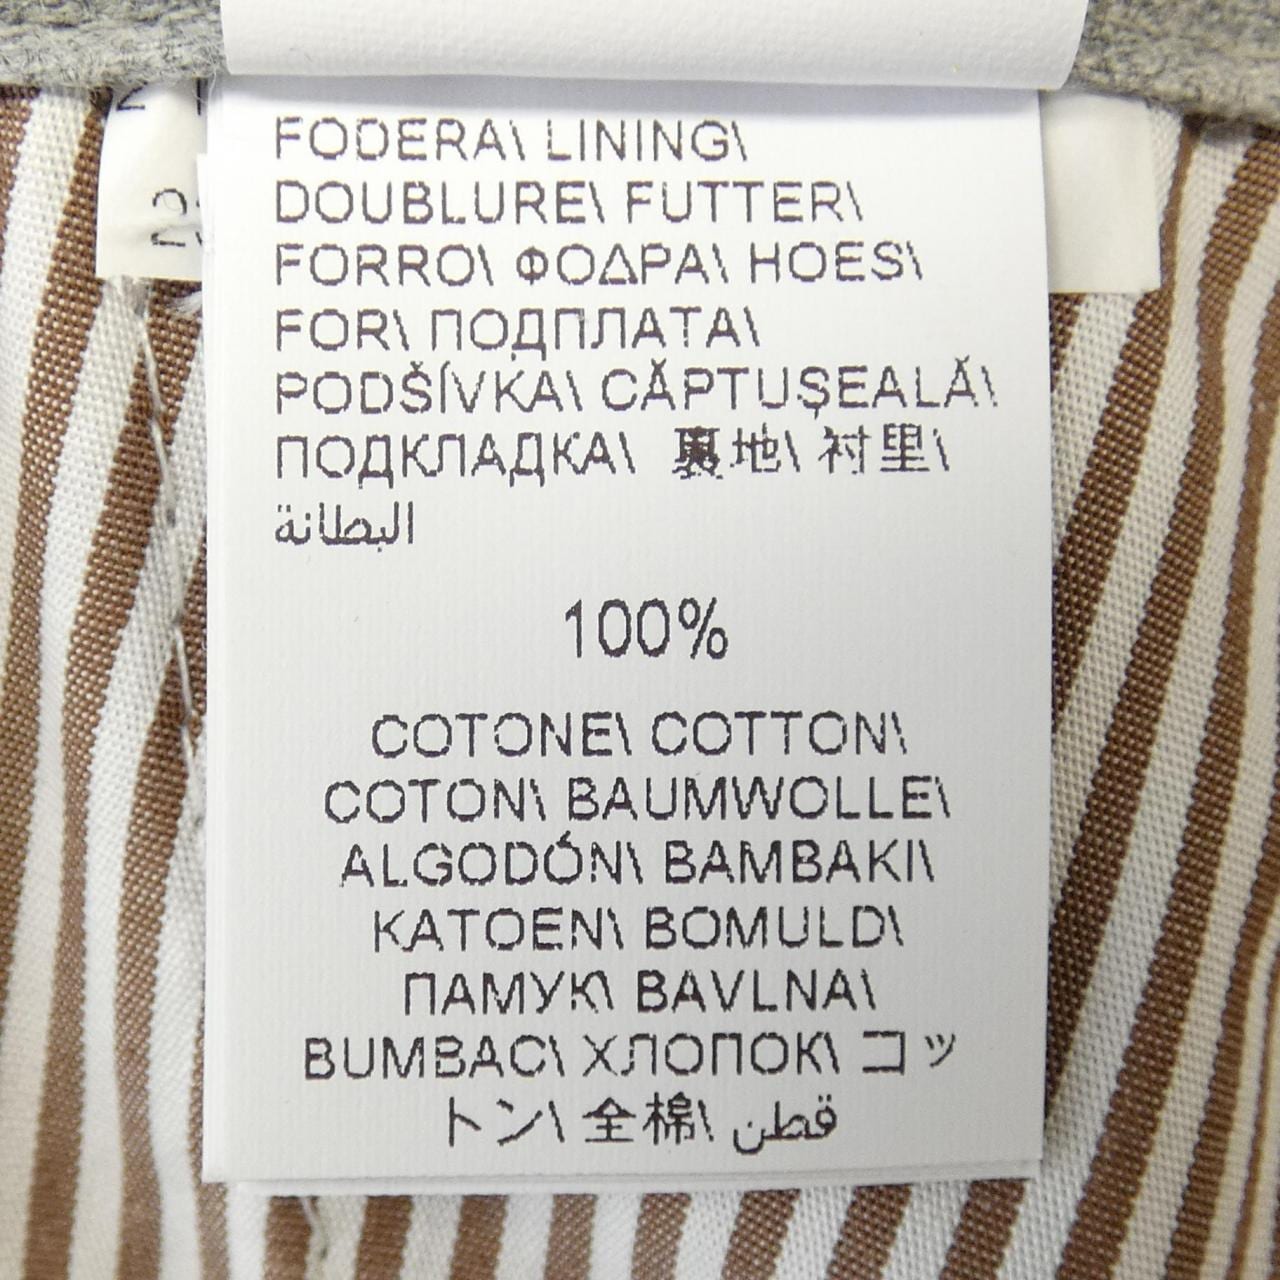 FODERA\ LINING\
DOUBLURE\ FUTTER\
FORRO\ ΦΟΔΡΑ\ HOES\
FOR\ ПОДПЛАТА\
PODŠÍVKA\ CĂPTUȘEALĂ\
ПОДКЛАДКА\ 裏地\ 衬里\
البطانة
100%
COTONE\ COTTON\
COTON\ BAUMWOLLE\
ALGODÓN\ BAMBAKI\
KATOEN\ BOMULD\
ПАМУК\ BAVLNA\
BUMBAC\ ХЛОПОК\ コッ
トン\ 全棉\ قطن